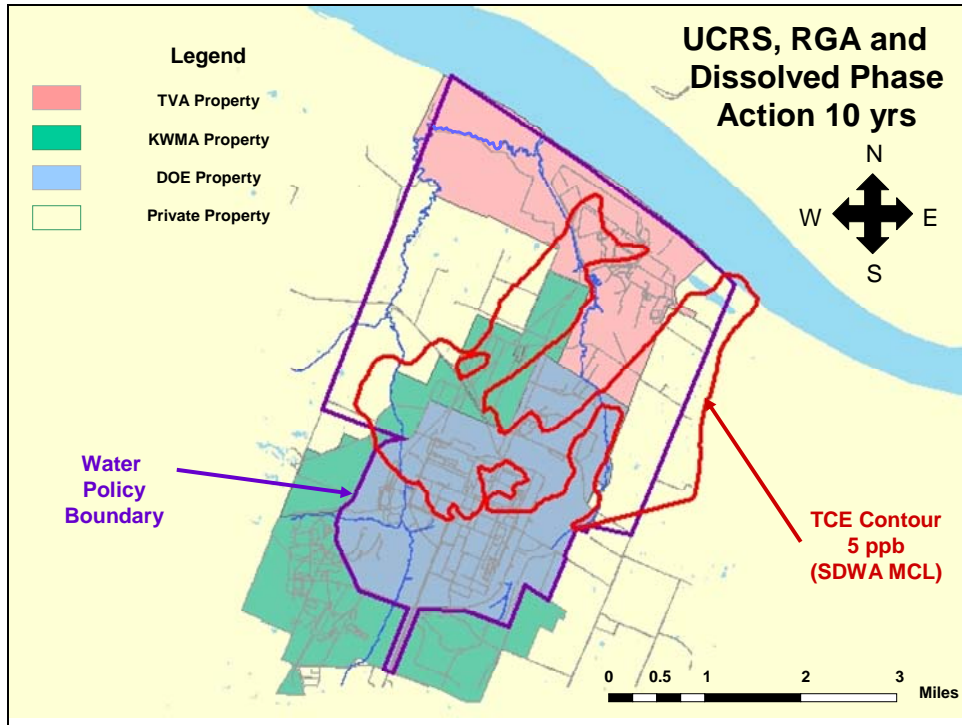 UCRS, RGA and
Dissolved Phase
Action 10 yrs
Legend
TVA Property
KWMA Property
DOE Property
Private Property
N
W
E
S
Water
Policy
Boundary
TCE Contour
5 ppb
(SDWA MCL)
0 0.5 1 2 3
Miles